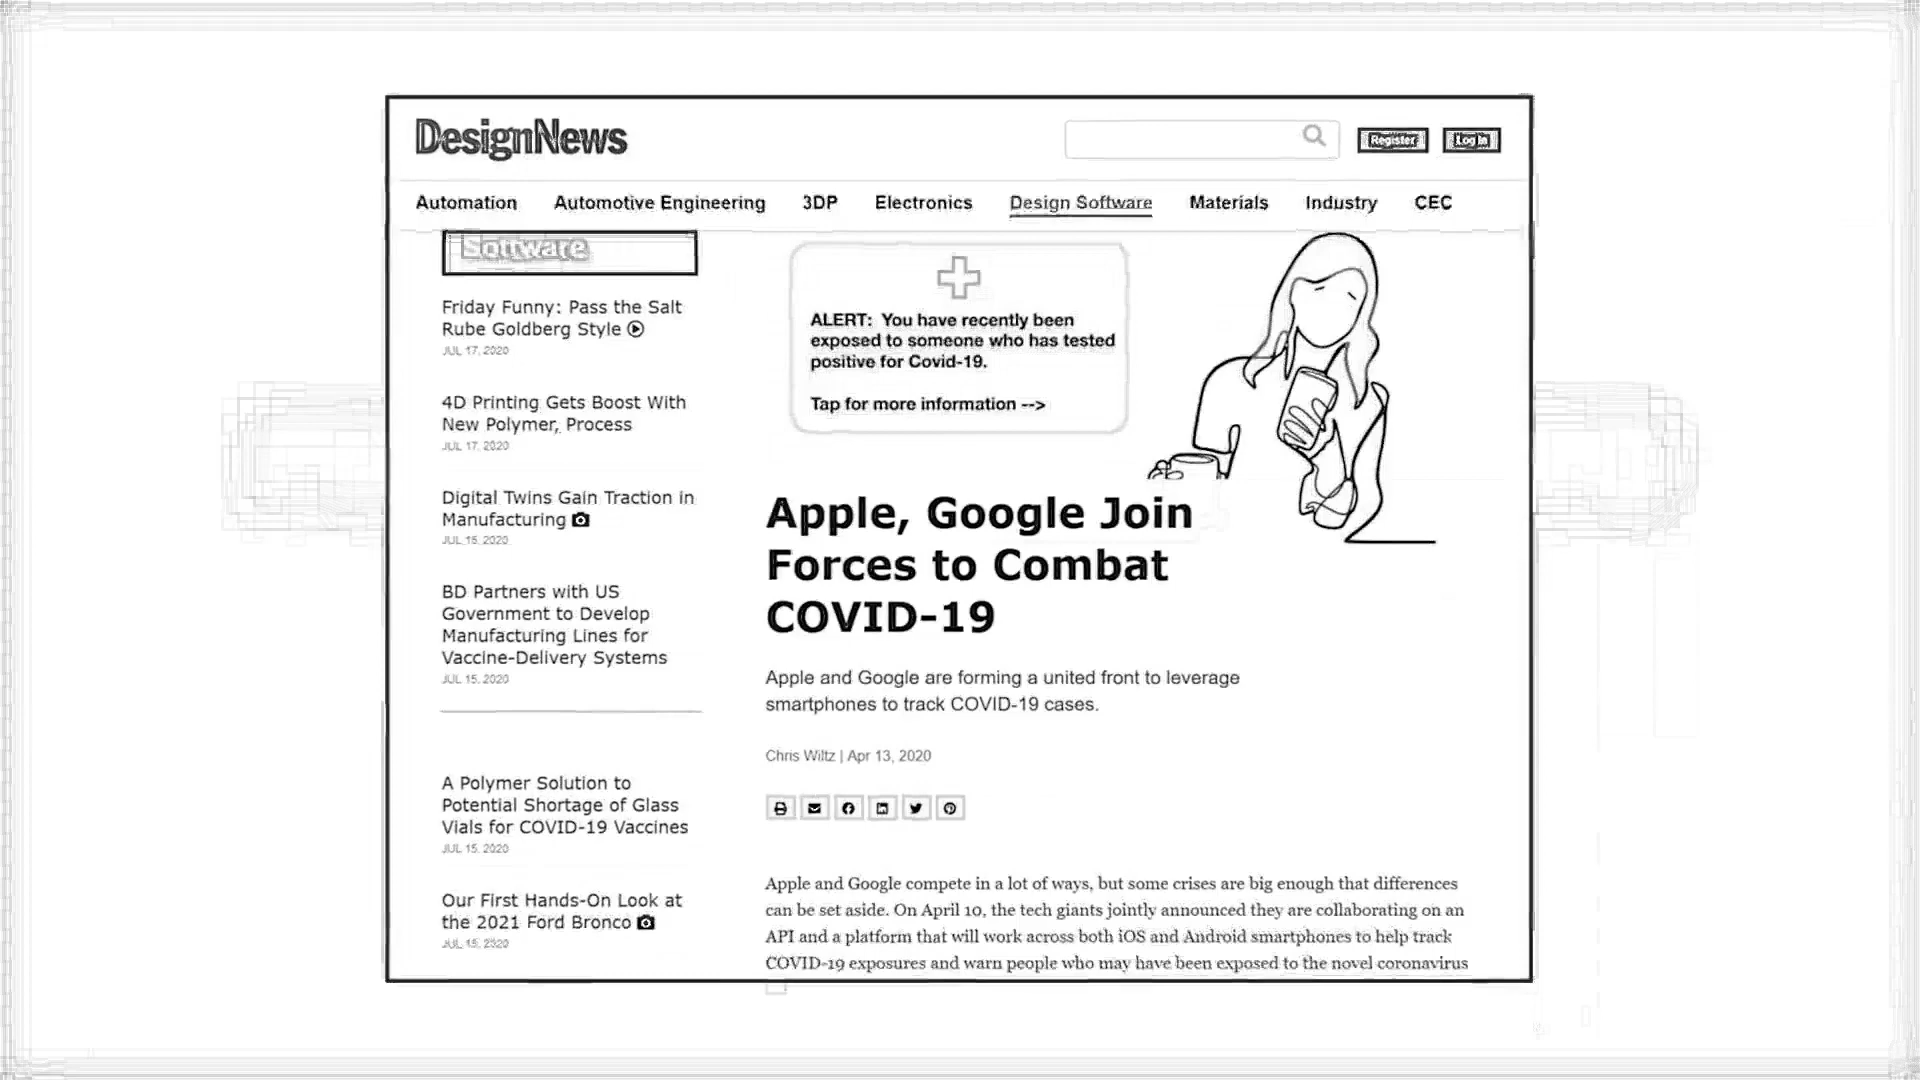 DesignNews
Register
Log In
Automation
Automotive Engineering
3DP
Electronics
Design Software
Materials
Industry
CEC
Software
Friday Funny: Pass the Salt
Rube Goldberg Style
JUL 17, 2020
4D Printing Gets Boost With
New Polymer, Process
JUL 17, 2020
Digital Twins Gain Traction in
Manufacturing
JUL 15, 2020
BD Partners with US
Government to Develop
Manufacturing Lines for
Vaccine-Delivery Systems
JUL 15, 2020
A Polymer Solution to
Potential Shortage of Glass
Vials for COVID-19 Vaccines
JUL 15, 2020
Our First Hands-On Look at
the 2021 Ford Bronco
JUL 15, 2020
ALERT: You have recently been
exposed to someone who has tested
positive for Covid-19.
Tap for more information -->
Apple, Google Join
Forces to Combat
COVID-19
Apple and Google are forming a united front to leverage
smartphones to track COVID-19 cases.
Chris Wiltz | Apr 13, 2020
Apple and Google compete in a lot of ways, but some crises are big enough that differences
can be set aside. On April 10, the tech giants jointly announced they are collaborating on an
API and a platform that will work across both iOS and Android smartphones to help track
COVID-19 exposures and warn people who may have been exposed to the novel coronavirus